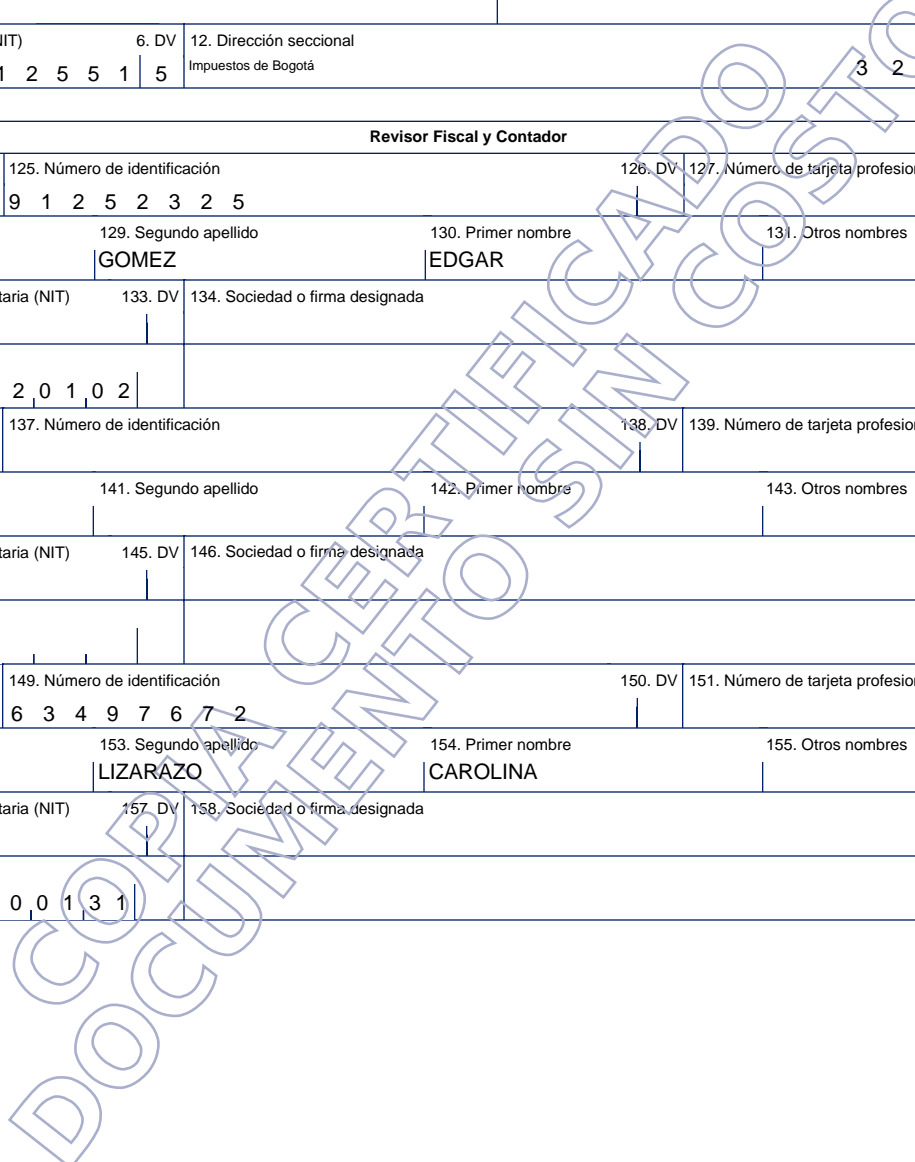 NIT) 6. DV 12. Dirección seccional
1 2 5 5 1 5 Impuestos de Bogotá 3 2
Revisor Fiscal y Contador
125. Número de identificación 126. DV 127. Número de tarjeta profesion
9 1 2 5 2 3 2 5
129. Segundo apellido 130. Primer nombre 131. Otros nombres
GOMEZ EDGAR
taria (NIT) 133. DV 134. Sociedad o firma designada
2 0 1 0 2
137. Número de identificación 138. DV 139. Número de tarjeta profesion
141. Segundo apellido 142. Primer nombre 143. Otros nombres
taria (NIT) 145. DV 146. Sociedad o firma designada
149. Número de identificación 150. DV 151. Número de tarjeta profesion
6 3 4 9 7 6 7 2
153. Segundo apellido 154. Primer nombre 155. Otros nombres
LIZARAZO CAROLINA
taria (NIT) 157. DV 158. Sociedad o firma designada
0 0 1 3 1
COPIA CERTIFICADO
DOCUMENTO SIN COSTO